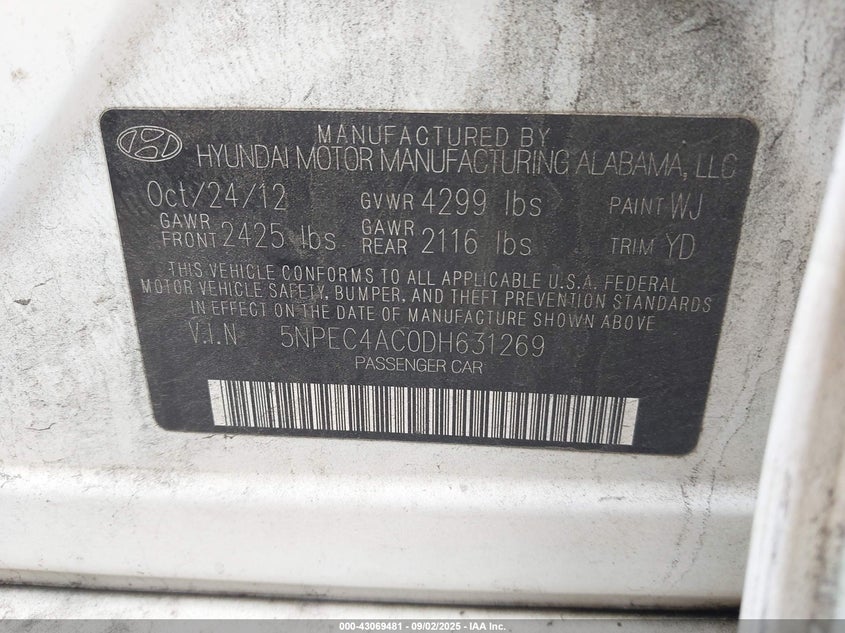 MANUFACTURED BY
HYUNDAI MOTOR MANUFACTURING ALABAMA, LLC
Oct/24/12 GVWR 4299 lbs PAINT WJ
GAWR FRONT 2425 lbs GAWR REAR 2116 lbs TRIM YD
THIS VEHICLE CONFORMS TO ALL APPLICABLE U.S.A. FEDERAL
MOTOR VEHICLE SAFETY, BUMPER, AND THEFT PREVENTION STANDARDS
IN EFFECT ON THE DATE OF MANUFACTURE SHOWN ABOVE
V.I.N 5NPEC4AC0DH631269
PASSENGER CAR
000-43069481 - 09/02/2025 - IAA Inc.